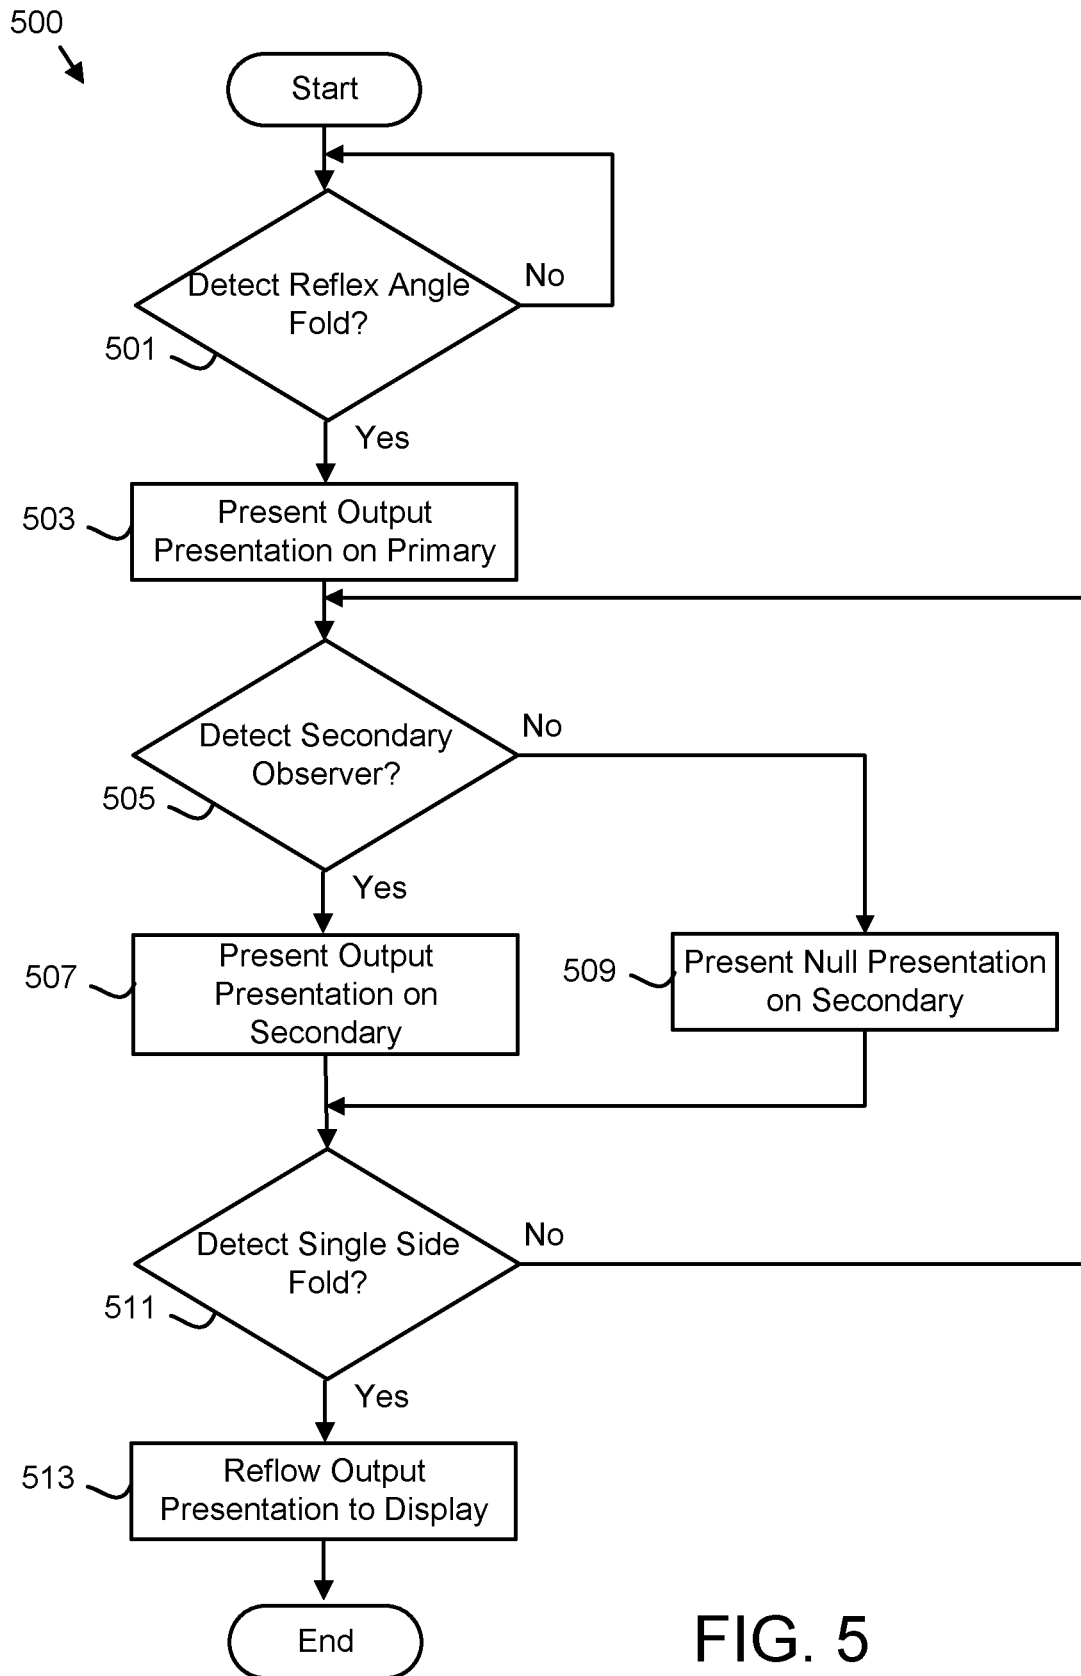 500
Start
Detect Reflex Angle
Fold?
No
501
Yes
503
Present Output
Presentation on Primary
Detect Secondary
Observer?
No
505
Yes
507
Present Output
Presentation on
Secondary
509
Present Null Presentation
on Secondary
Detect Single Side
Fold?
No
511
Yes
513
Reflow Output
Presentation to Display
End
FIG. 5